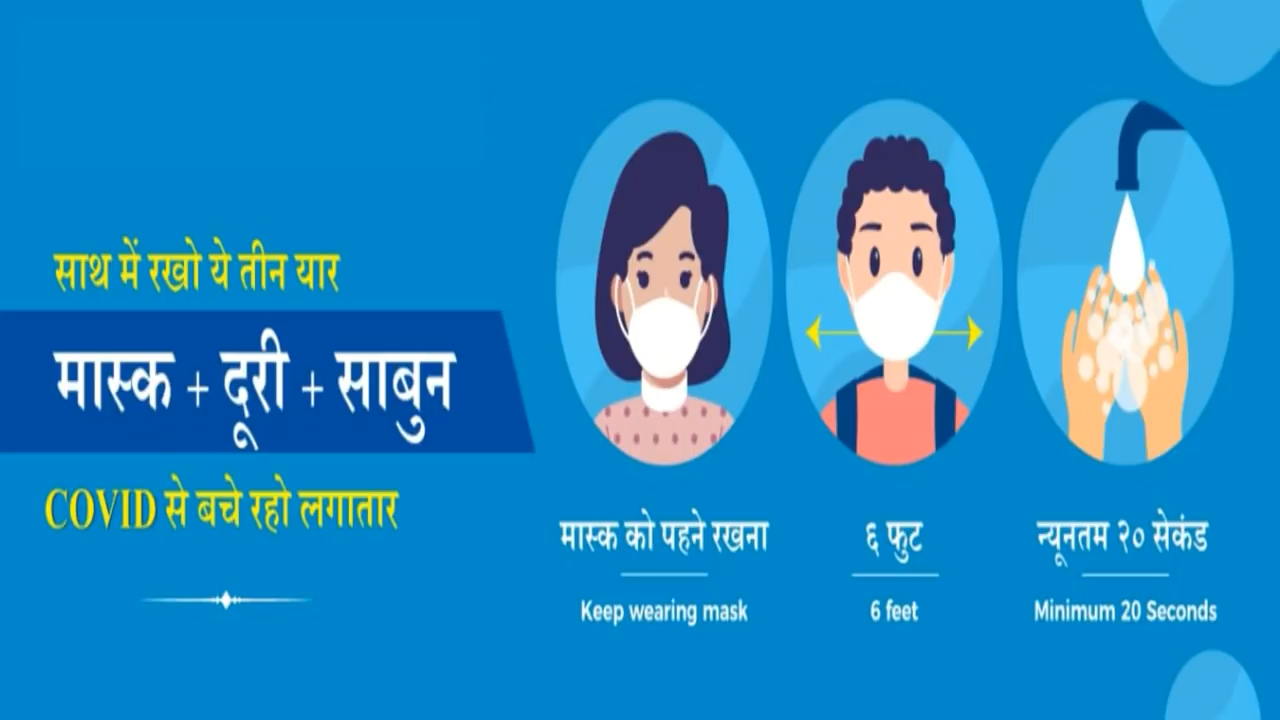 साथ में रखो ये तीन यार
मास्क + दूरी + साबुन
COVID से बचे रहो लगातार
मास्क को पहने रखना
Keep wearing mask
६ फुट
6 feet
न्यूनतम २० सेकंड
Minimum 20 Seconds